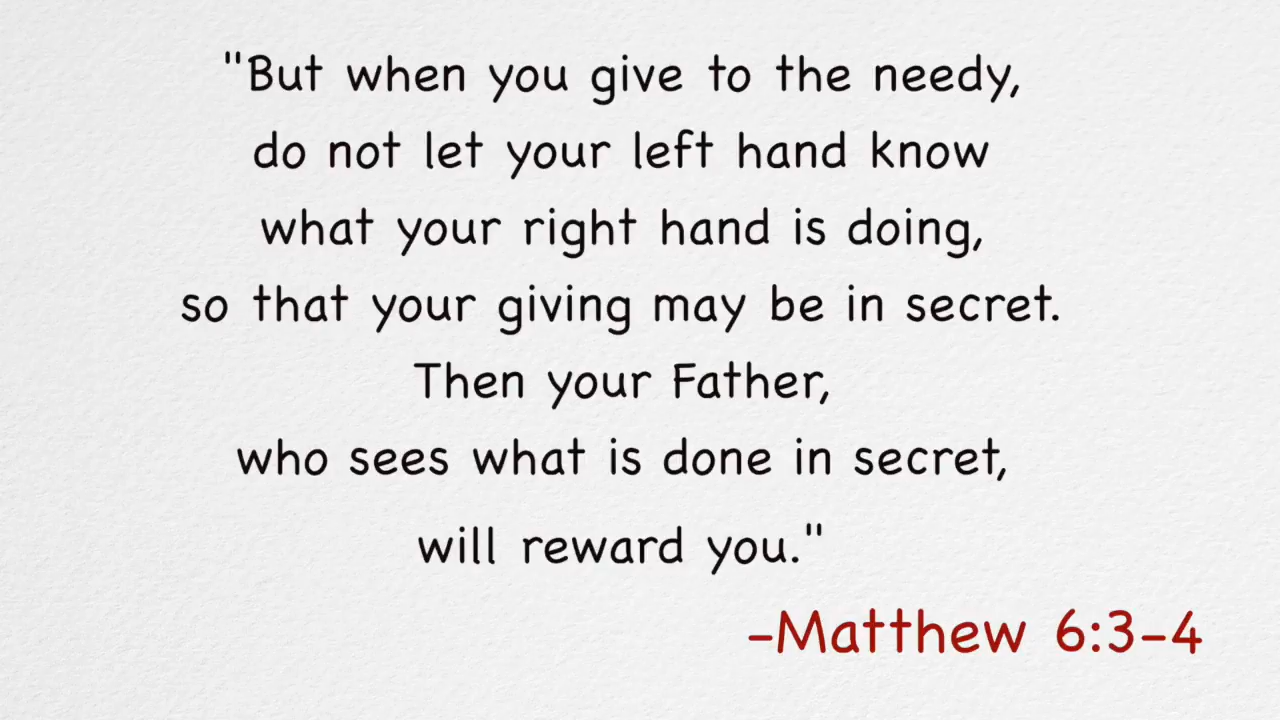 "But when you give to the needy,
do not let your left hand know
what your right hand is doing,
so that your giving may be in secret.
Then your Father,
who sees what is done in secret,
will reward you."
-Matthew 6:3-4